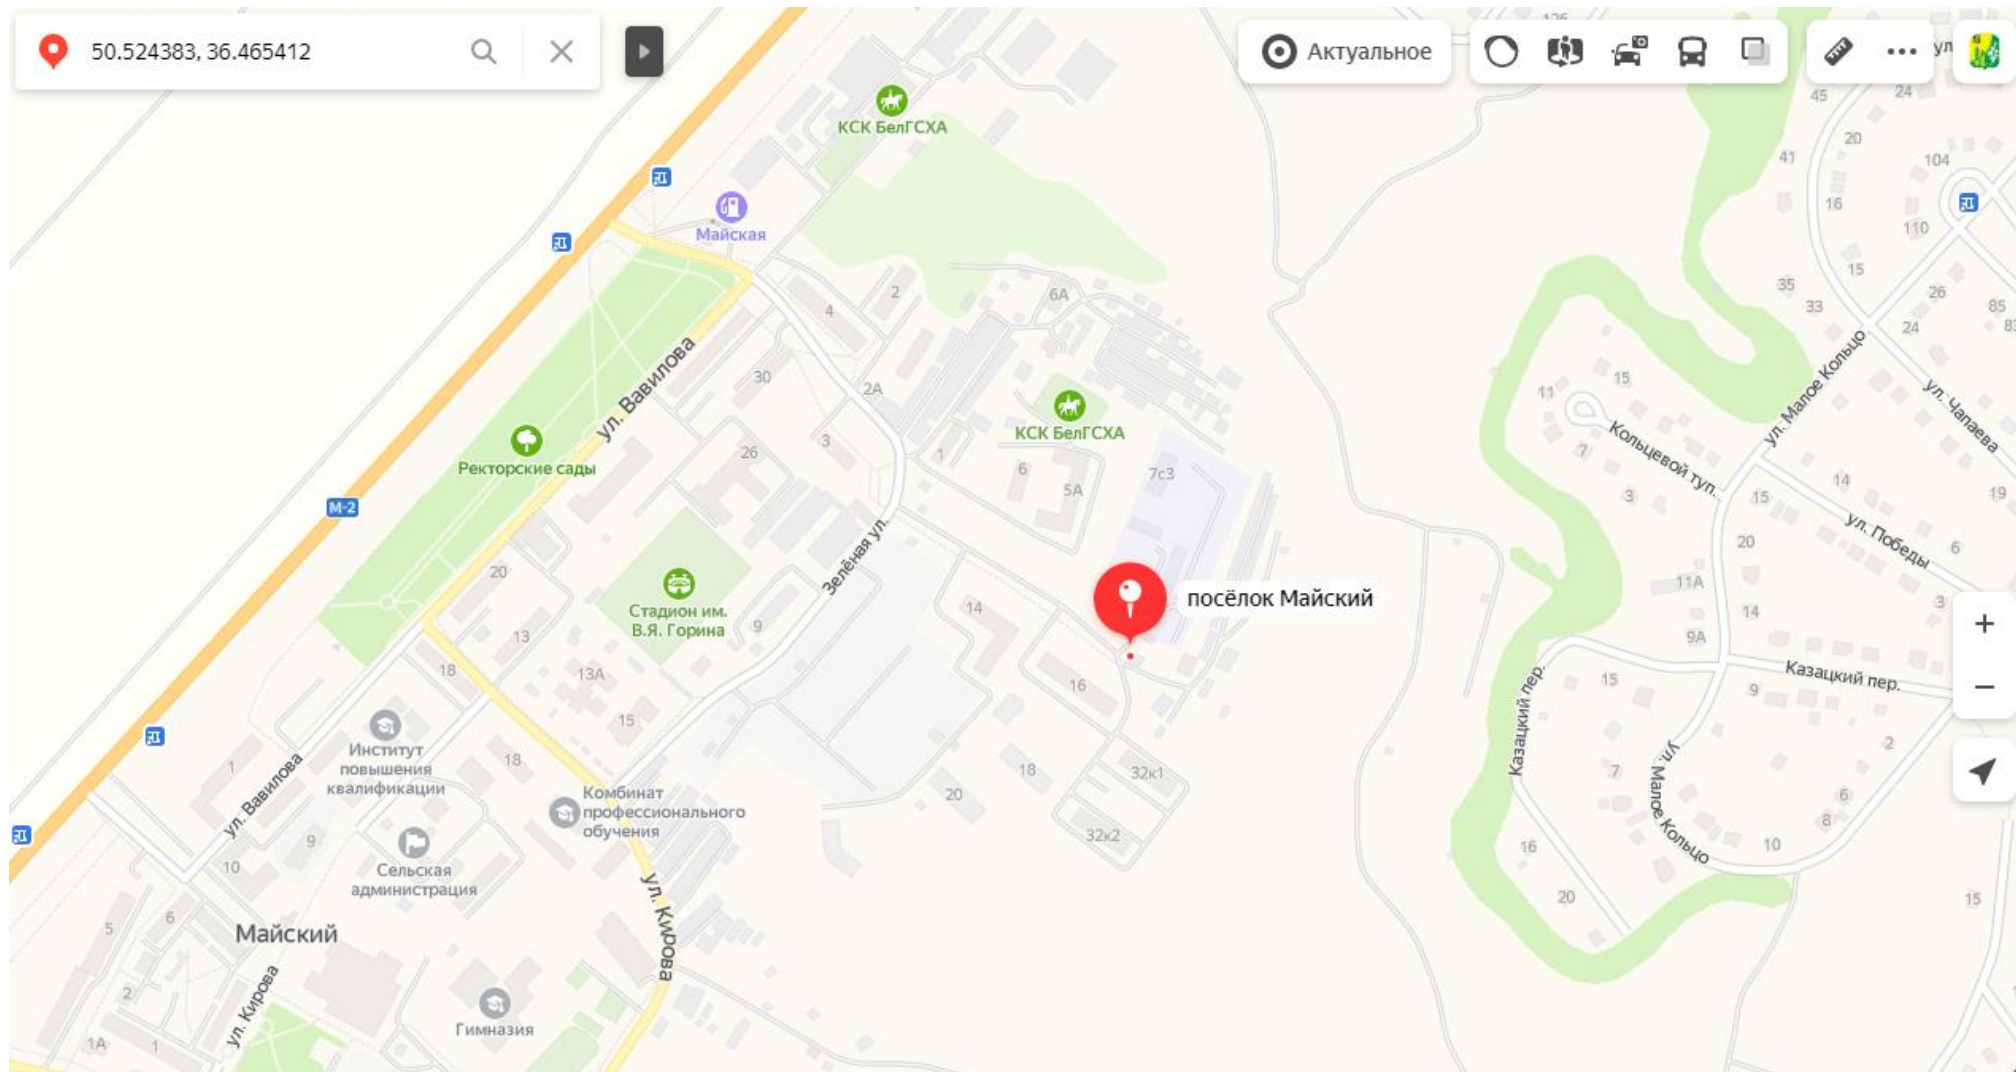 50.524383, 36.465412
Актуальное
126
ул
45
24
КСК БелГСХА
20
41
104
16
110
Майская
15
35
33
26
85
24
2
6А
4
ул. Малое Кольцо
ул. Вавилова
30
2А
11
15
ул. Чапаева
КСК БелГСХА
3
Кольцевой туп.
Ректорские сады
26
1
7
6
5А
7с3
14
3
15
19
М-2
ул. Победы
20
6
Зелёная ул.
20
11А
посёлок Майский
14
3
Стадион им.
В.Я. Горина
14
9
13
9А
18
13А
15
Казацкий пер.
16
9
15
Казацкий пер.
Институт
повышения
квалификации
1
18
ул. Вавилова
18
32к1
7
ул. Малое Кольцо
2
20
6
Комбинат
профессионального
обучения
8
9
32к2
10
16
10
Сельская
администрация
ул. Кирова
20
15
6
5
Майский
2
ул. Кирова
Гимназия
1А
1